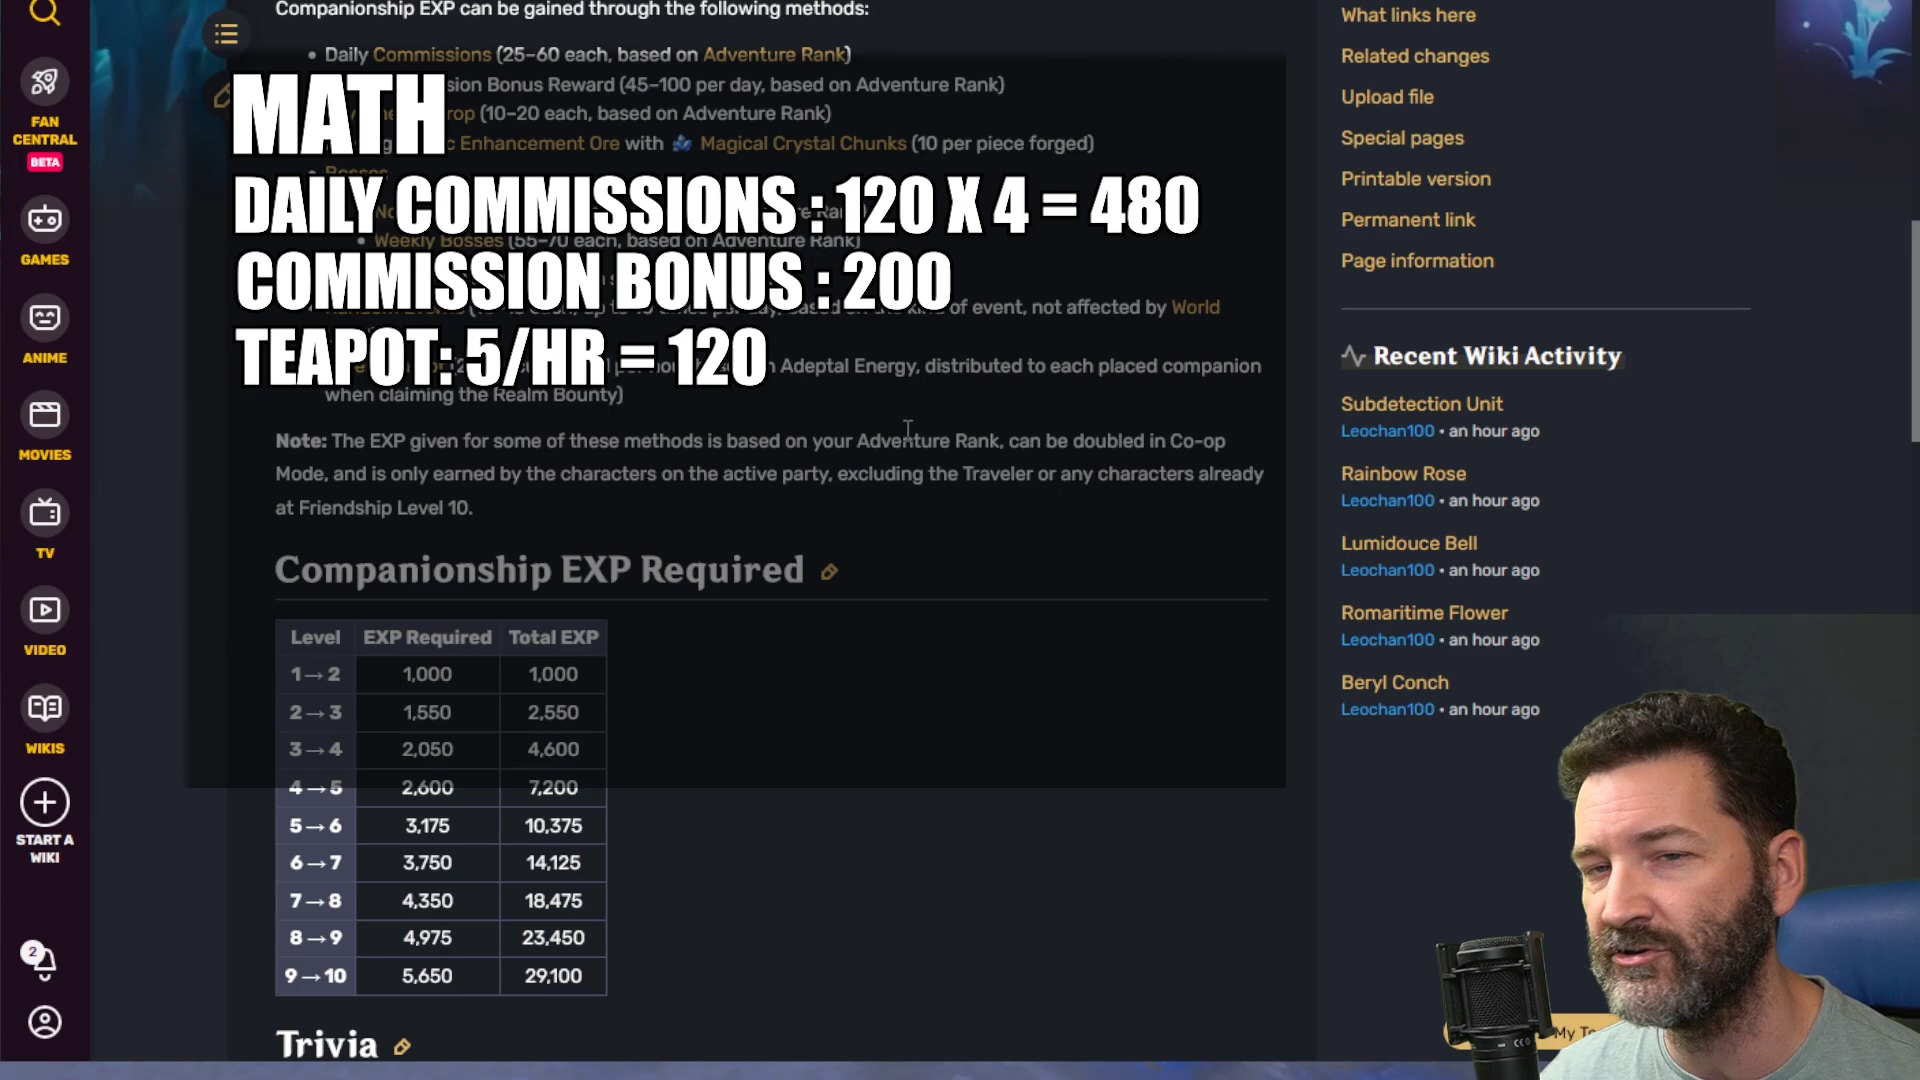 Companionship EXP can be gained through the following methods:
• Daily Commissions (25–60 each, based on Adventure Rank)
MATH
sion Bonus Reward (45–100 per day, based on Adventure Rank)
rop (10–20 each, based on Adventure Rank)
c Enhancement Ore with Magical Crystal Chunks (10 per piece forged)
DAILY COMMISSIONS : 120 X 4 = 480
Weekly Bosses (55–70 each, based on Adventure Rank)
COMMISSION BONUS : 200
of event, not affected by World
TEAPOT: 5/HR = 120
Adeptal Energy, distributed to each placed companion
when claiming the Realm Bounty)
Note: The EXP given for some of these methods is based on your Adventure Rank, can be doubled in Co-op
Mode, and is only earned by the characters on the active party, excluding the Traveler or any characters already
at Friendship Level 10.
Companionship EXP Required
Level EXP Required Total EXP
1→2 1,000 1,000
2→3 1,550 2,550
3→4 2,050 4,600
4→5 2,600 7,200
5→6 3,175 10,375
6→7 3,750 14,125
7→8 4,350 18,475
8→9 4,975 23,450
9→10 5,650 29,100
Trivia
FAN
CENTRAL
BETA
GAMES
ANIME
MOVIES
TV
VIDEO
WIKIS
START A
WIKI
2
What links here
Related changes
Upload file
Special pages
Printable version
Permanent link
Page information
Recent Wiki Activity
Subdetection Unit
Leochan100 • an hour ago
Rainbow Rose
Leochan100 • an hour ago
Lumidouce Bell
Leochan100 • an hour ago
Romaritime Flower
Leochan100 • an hour ago
Beryl Conch
Leochan100 • an hour ago
My